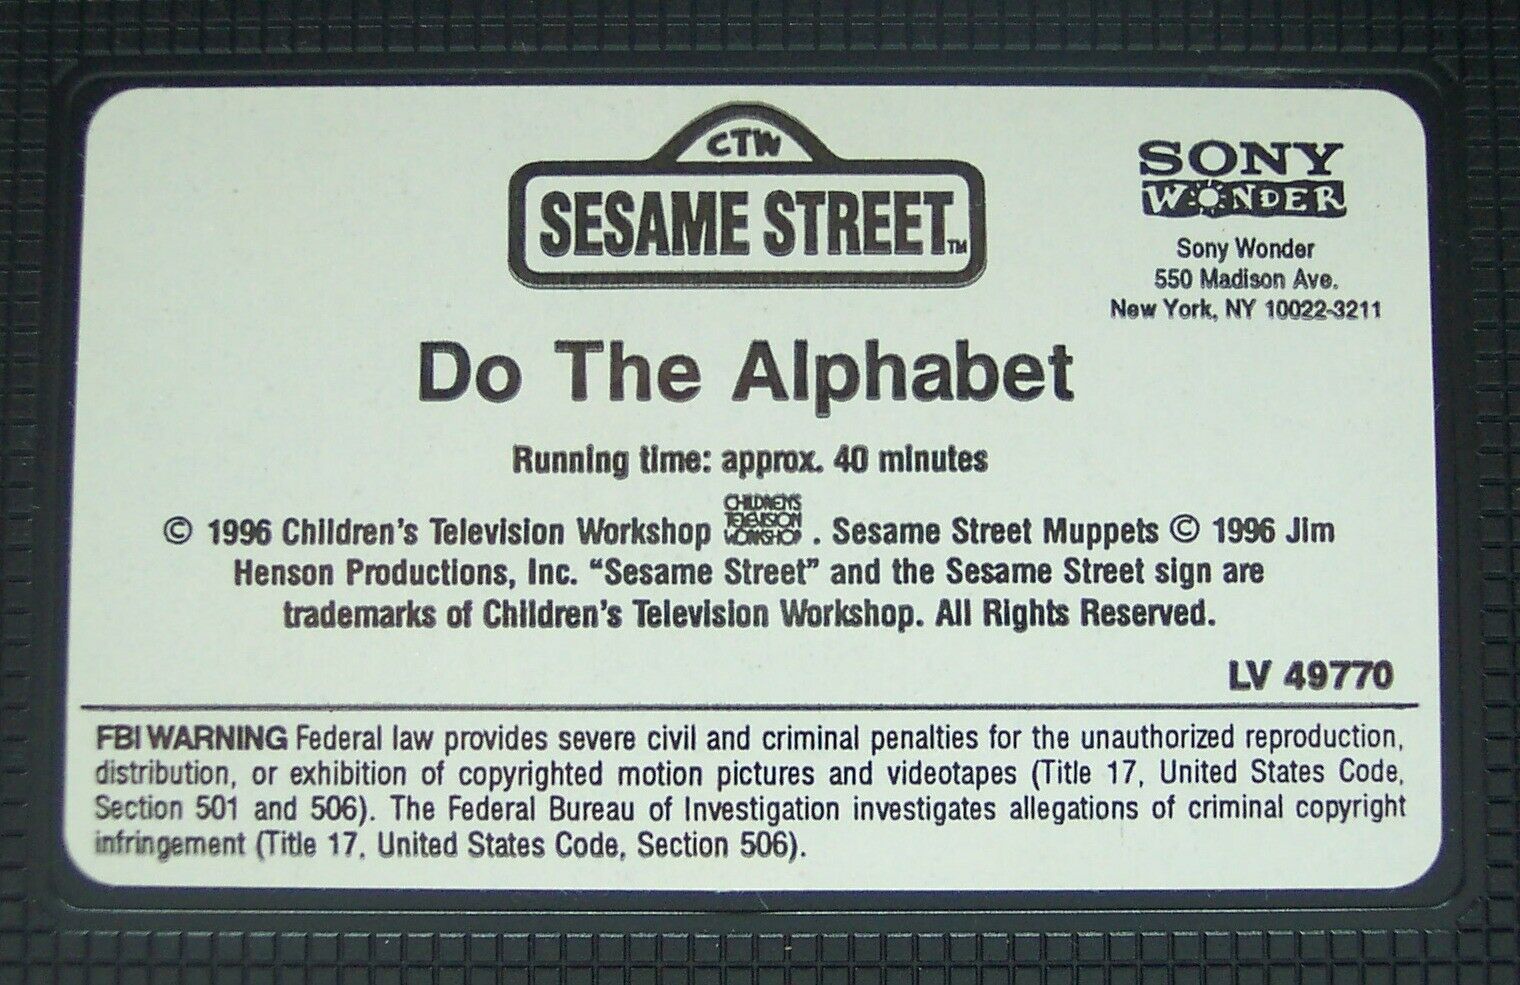 CTW
SESAME STREET™
SONY
WONDER
Sony Wonder
550 Madison Ave.
New York, NY 10022-3211
Do The Alphabet
Running time: approx. 40 minutes
© 1996 Children's Television Workshop CHILDREN'S TELEVISION WORKSHOP . Sesame Street Muppets © 1996 Jim
Henson Productions, Inc. “Sesame Street” and the Sesame Street sign are
trademarks of Children's Television Workshop. All Rights Reserved.
LV 49770
FBI WARNING Federal law provides severe civil and criminal penalties for the unauthorized reproduction,
distribution, or exhibition of copyrighted motion pictures and videotapes (Title 17, United States Code,
Section 501 and 506). The Federal Bureau of Investigation investigates allegations of criminal copyright
infringement (Title 17, United States Code, Section 506).